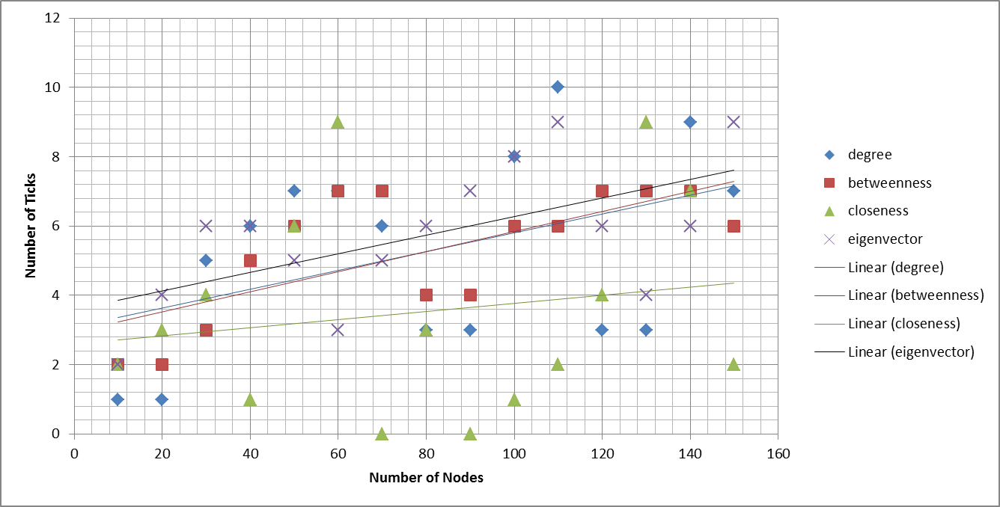 12
10
8
6
4
2
0
Number of Ticks
0 20 40 60 80 100 120 140 160
Number of Nodes
degree
betweenness
closeness
eigenvector
Linear (degree)
Linear (betweenness)
Linear (closeness)
Linear (eigenvector)